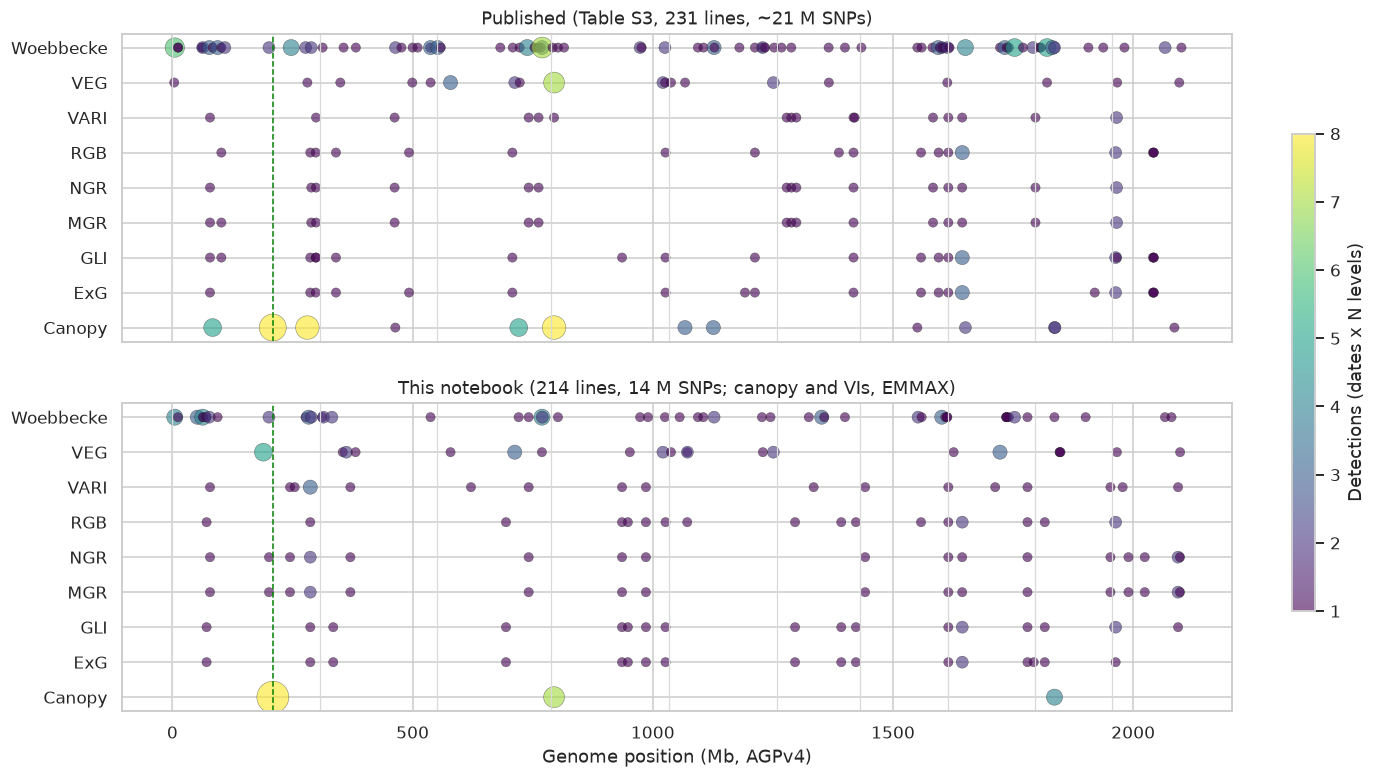 Published (Table S3, 231 lines, ~21 M SNPs)
Woebbecke
VEG
VARI
RGB
NGR
MGR
GLI
ExG
Canopy
This notebook (214 lines, 14 M SNPs; canopy and VIs, EMMAX)
Woebbecke
VEG
VARI
RGB
NGR
MGR
GLI
ExG
Canopy
0 500 1000 1500 2000
Genome position (Mb, AGPv4)
8
7
6
5
4
3
2
1
Detections (dates x N levels)